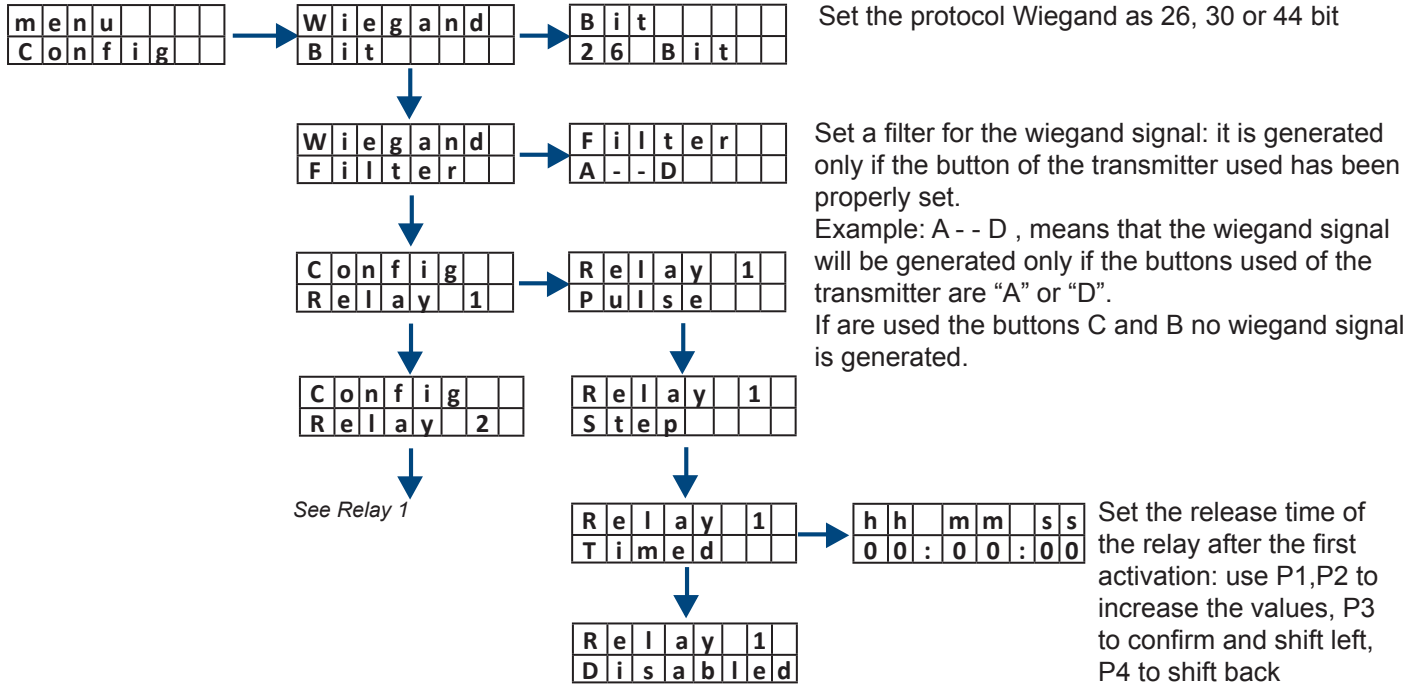 menu
Config
Wiegand
Bit
Bit
26 Bit
Set the protocol Wiegand as 26, 30 or 44 bit
Wiegand
Filter
Filter
A--D
Set a filter for the wiegand signal: it is generated
only if the button of the transmitter used has been
properly set.
Example: A - - D , means that the wiegand signal
will be generated only if the buttons used of the
transmitter are “A” or “D”.
If are used the buttons C and B no wiegand signal
is generated.
Config
Relay 1
Relay 1
Pulse
Config
Relay 2
Relay 1
Step
See Relay 1
Relay 1
Timed
hh mm ss
00:00:00
Set the release time of
the relay after the first
activation: use P1,P2 to
increase the values, P3
to confirm and shift left,
P4 to shift back
Relay 1
Disabled